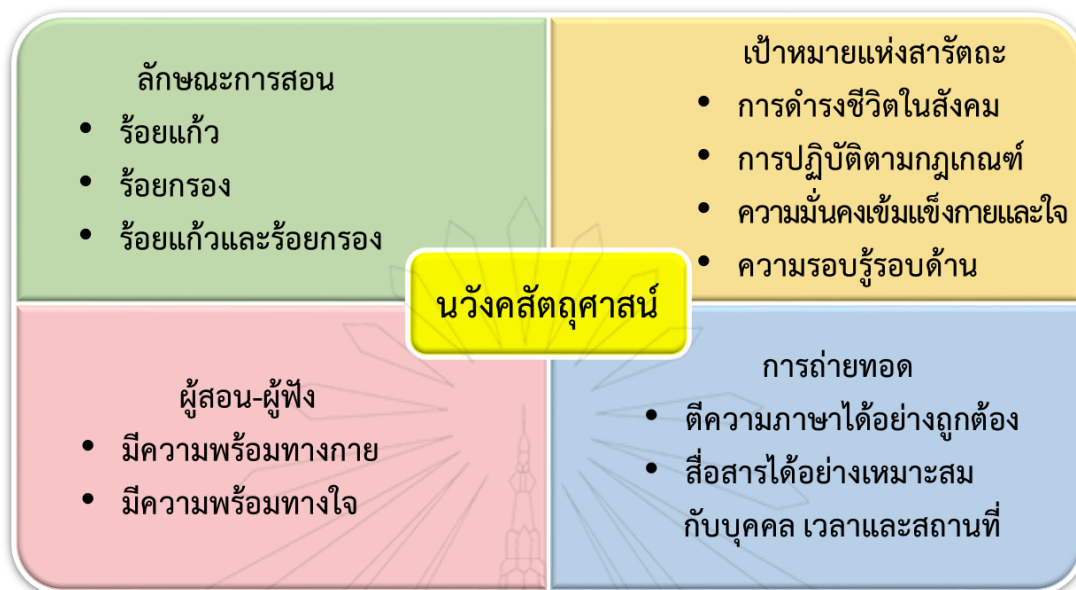 ลักษณะการสอน
• ร้อยแก้ว
• ร้อยกรอง
• ร้อยแก้วและร้อยกรอง
เป้าหมายแห่งสารัตถะ
• การดำรงชีวิตในสังคม
• การปฏิบัติตามกฎเกณฑ์
• ความมั่นคงเข้มแข็งกายและใจ
• ความรอบรู้รอบด้าน
นวังคสัตถุศาสน์
ผู้สอน-ผู้ฟัง
• มีความพร้อมทางกาย
• มีความพร้อมทางใจ
การถ่ายทอด
• ตีความภาษาได้อย่างถูกต้อง
• สื่อสารได้อย่างเหมาะสม
กับบุคคล เวลาและสถานที่